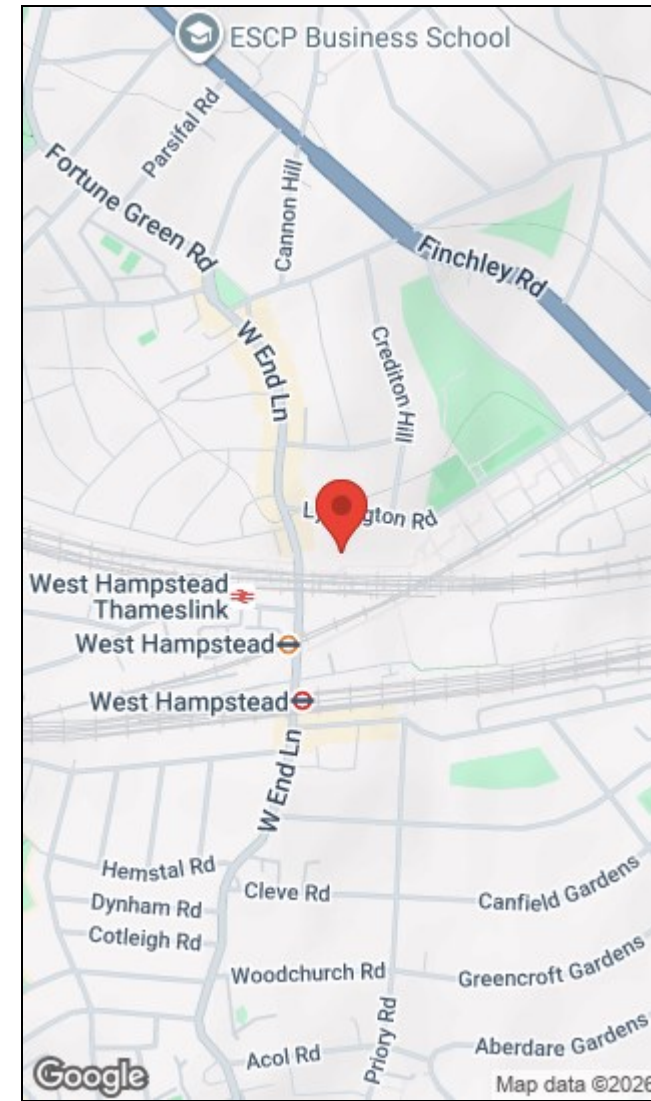 ESCP Business School
Parsifal Rd
Cannon Hill
Fortune Green Rd
Finchley Rd
W End Ln
Crediton Hill
gton Rd
West Hampstead
Thameslink
West Hampstead
West Hampstead
W End Ln
Hemstal Rd
Cleve Rd
Canfield Gardens
Dynham Rd
Cotleigh Rd
Woodchurch Rd
Greencroft Gardens
Priory Rd
Aberdare Gardens
Acol Rd
Google
Map data ©2026